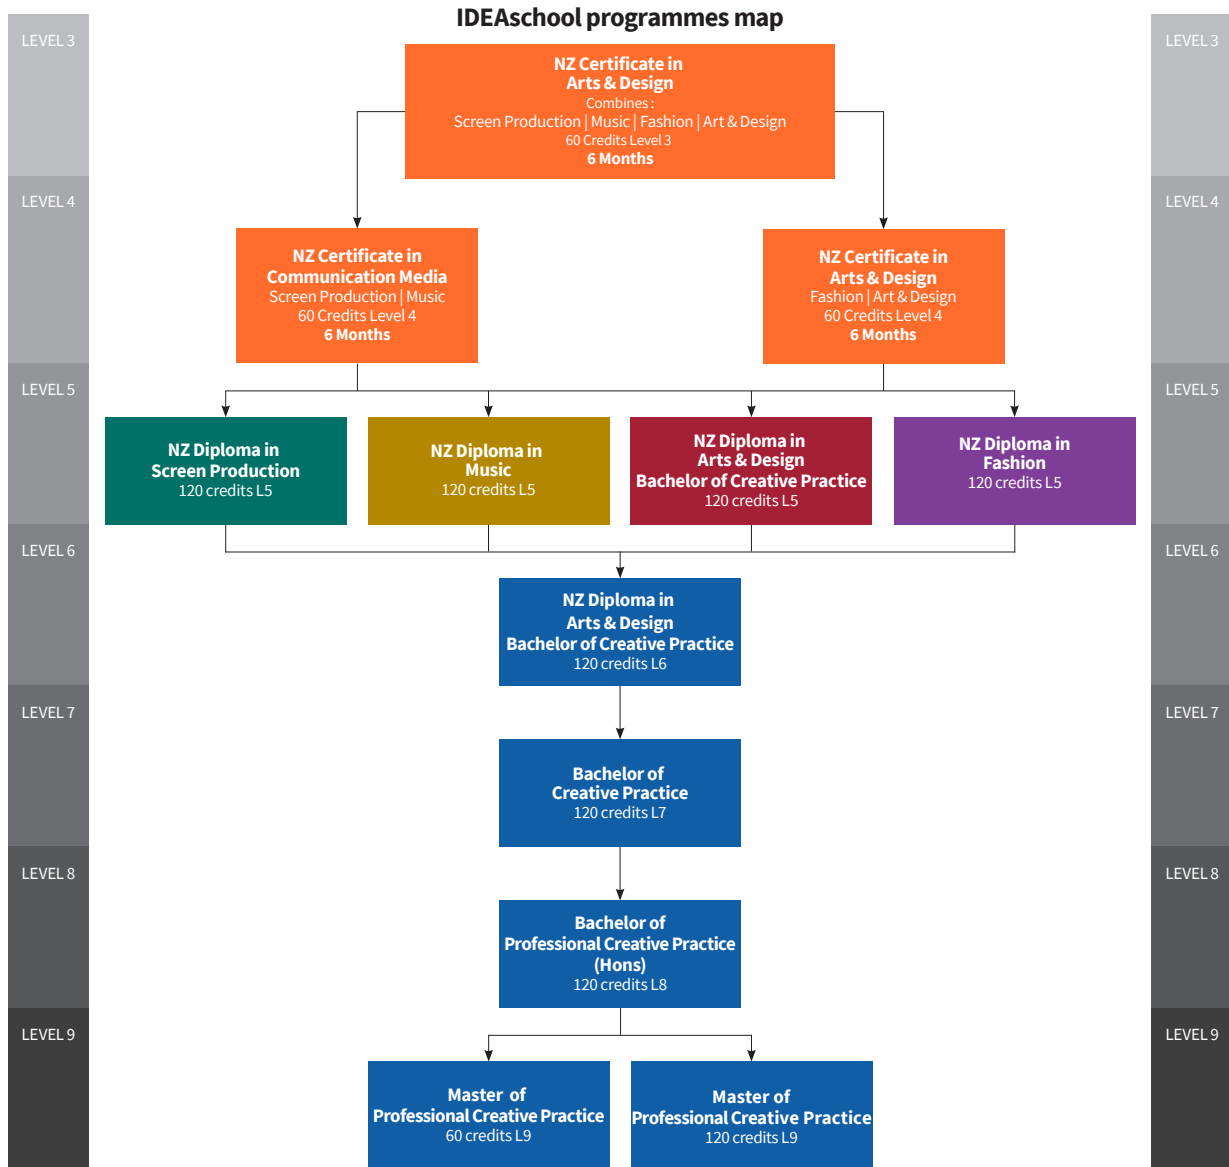 IDEAschool programmes map
LEVEL 3
LEVEL 3
NZ Certificate in
Arts & Design
Combines :
Screen Production | Music | Fashion | Art & Design
60 Credits Level 3
6 Months
LEVEL 4
LEVEL 4
NZ Certificate in
Communication Media
Screen Production | Music
60 Credits Level 4
6 Months
NZ Certificate in
Arts & Design
Fashion | Art & Design
60 Credits Level 4
6 Months
LEVEL 5
LEVEL 5
NZ Diploma in
Screen Production
120 credits L5
NZ Diploma in
Music
120 credits L5
NZ Diploma in
Arts & Design
Bachelor of Creative Practice
120 credits L5
NZ Diploma in
Fashion
120 credits L5
LEVEL 6
LEVEL 6
NZ Diploma in
Arts & Design
Bachelor of Creative Practice
120 credits L6
LEVEL 7
LEVEL 7
Bachelor of
Creative Practice
120 credits L7
LEVEL 8
LEVEL 8
Bachelor of
Professional Creative Practice
(Hons)
120 credits L8
LEVEL 9
LEVEL 9
Master of
Professional Creative Practice
60 credits L9
Master of
Professional Creative Practice
120 credits L9